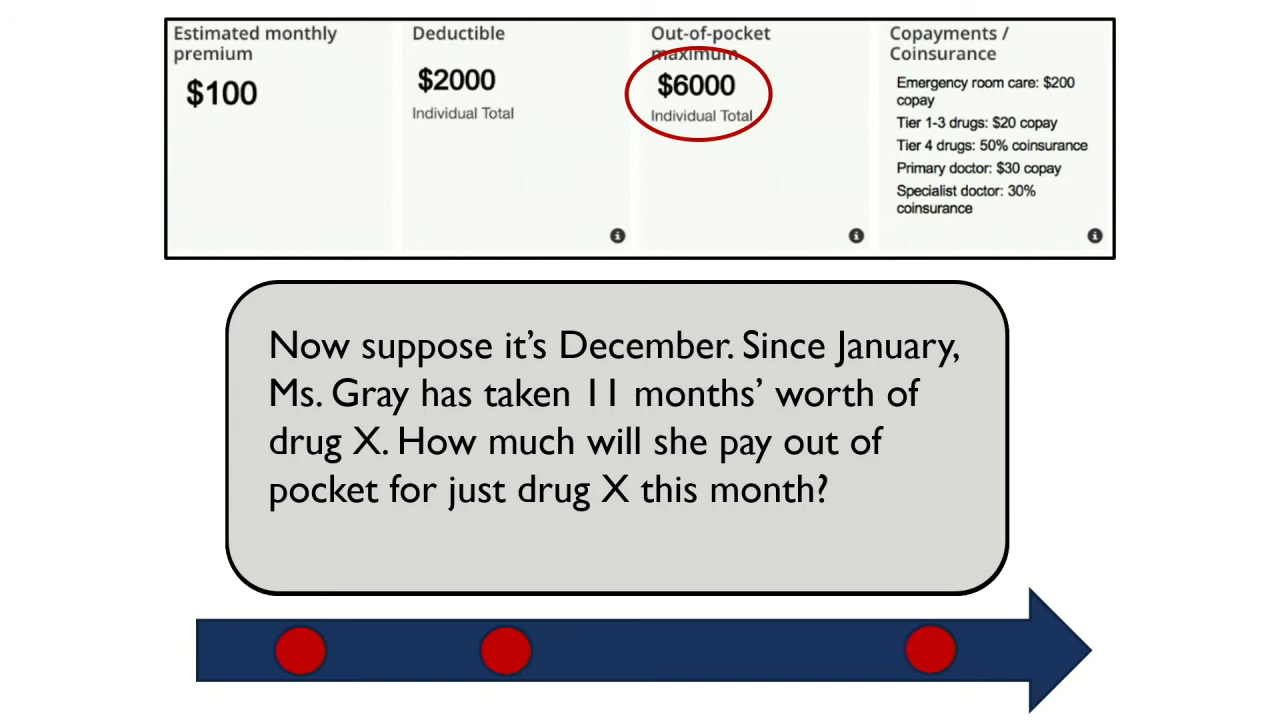 Estimated monthly
premium
$100
Deductible
$2000
Individual Total
Out-of-pocket
maximum
$6000
Individual Total
Copayments /
Coinsurance
Emergency room care: $200
copay
Tier 1-3 drugs: $20 copay
Tier 4 drugs: 50% coinsurance
Primary doctor: $30 copay
Specialist doctor: 30%
coinsurance
Now suppose it’s December. Since January,
Ms. Gray has taken 11 months’ worth of
drug X. How much will she pay out of
pocket for just drug X this month?